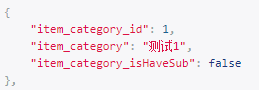 {
"item_category_id": 1,
"item_category": "测试1",
"item_category_isHaveSub": false
},